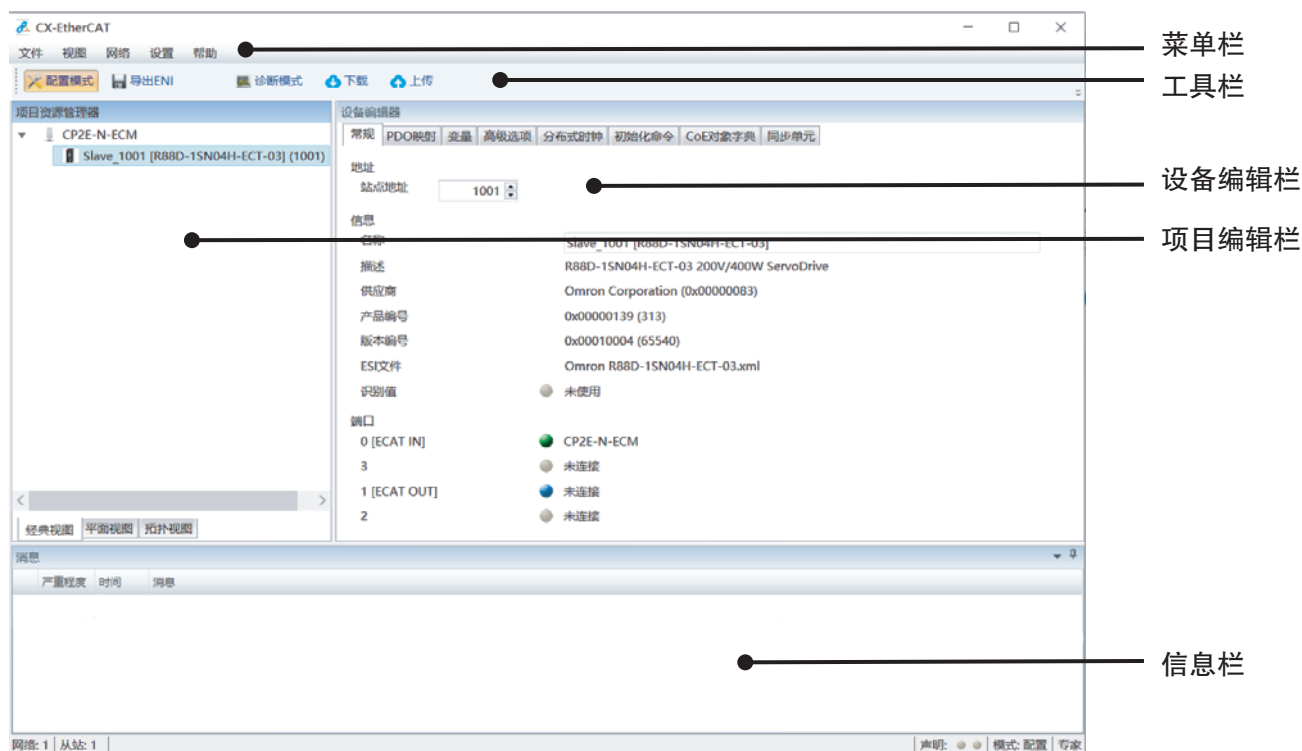 CX-EtherCAT
文件 视图 网络 设置 帮助
菜单栏
配置模式 导出ENI 诊断模式 下载 上传
工具栏
项目资源管理器
CP2E-N-ECM
Slave_1001 [R88D-1SN04H-ECT-03] (1001)
经典视图 平面视图 拓扑视图
设备编辑器
常规 PDO映射 变量 高级选项 分布式时钟 初始化命令 CoE对象字典 同步单元
地址
站点地址 1001
设备编辑栏
信息
名称 Slave_1001 [R88D-1SN04H-ECT-03]
项目编辑栏
描述 R88D-1SN04H-ECT-03 200V/400W ServoDrive
供应商 Omron Corporation (0x00000083)
产品编号 0x00000139 (313)
版本编号 0x00010004 (65540)
ESI文件 Omron R88D-1SN04H-ECT-03.xml
识别值 未使用
端口
0 [ECAT IN] CP2E-N-ECM
3 未连接
1 [ECAT OUT] 未连接
2 未连接
消息
严重程度 时间 消息
信息栏
网络: 1 从站: 1 声明: 模式: 配置 专家